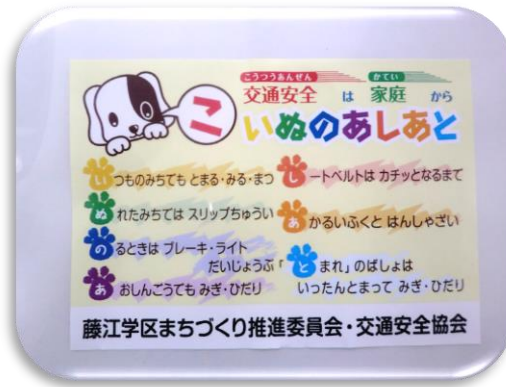 こうつうあんぜん かてい
交通安全 は 家庭 から
こいぬのあしあと
いつものみちでも とまる・みる・まつ
ぬれたみちでは スリップちゅうい
のるときは ブレーキ・ライト
だいじょうぶ
あおしんごうでも みぎ・ひだり
しートベルトは カチッとなるまで
あかるいふくと はんしゃざい
「とまれ」のばしょは
いったんとまって みぎ・ひだり
藤江学区まちづくり推進委員会・交通安全協会